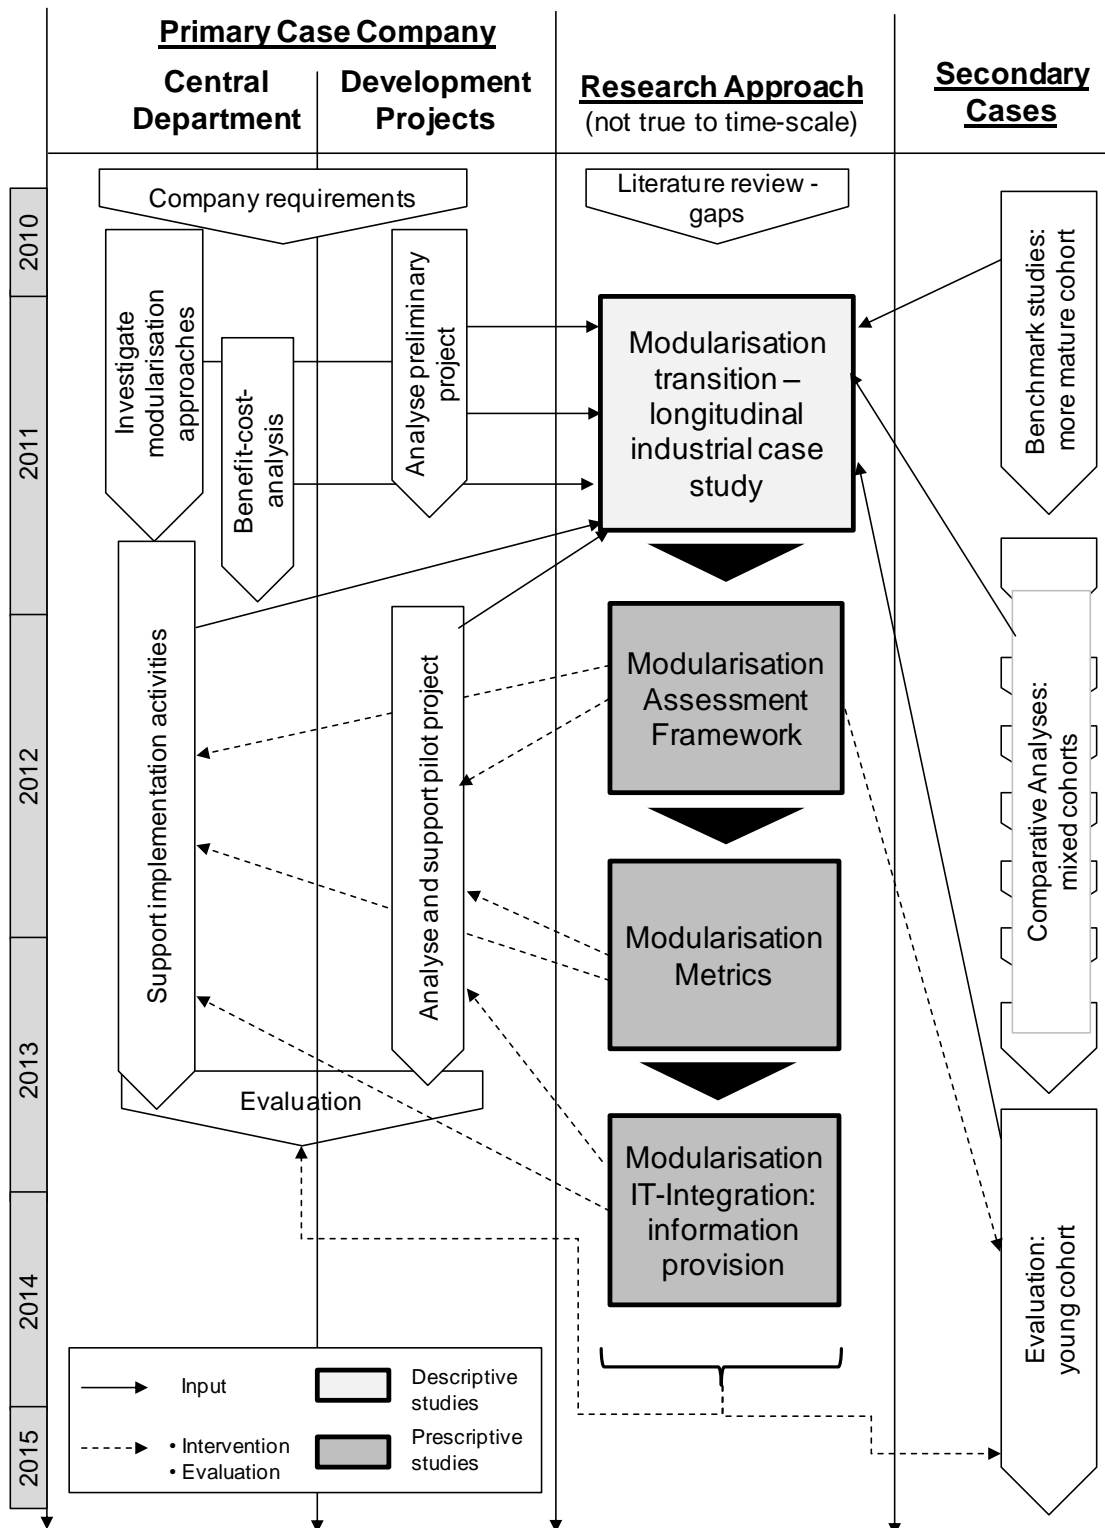 Primary Case Company
Central
Department
Development
Projects
Research Approach
(not true to time-scale)
Secondary
Cases
2010
2011
2012
2013
2014
2015
Company requirements
Literature review -
gaps
Investigate
modularisation
approaches
Benefit-cost-
analysis
Analyse preliminary
project
Modularisation
transition –
longitudinal
industrial case
study
Benchmark studies:
more mature cohort
Support implementation activities
Analyse and support pilot project
Modularisation
Assessment
Framework
Comparative Analyses:
mixed cohorts
Modularisation
Metrics
Evaluation
Modularisation
IT-Integration:
information
provision
Evaluation:
young cohort
Input
Descriptive
studies
• Intervention
• Evaluation
Prescriptive
studies